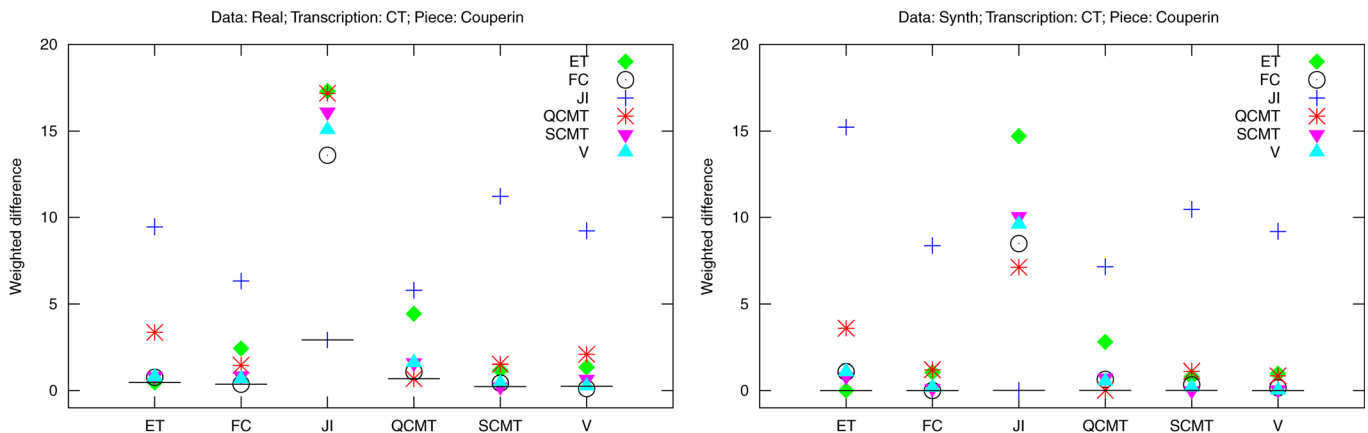 Data: Real; Transcription: CT; Piece: Couperin
20
15
10
5
0
Weighted difference
ET
FC
JI
QCMT
SCMT
V
ET FC JI QCMT SCMT V
Data: Synth; Transcription: CT; Piece: Couperin
20
15
10
5
0
Weighted difference
ET
FC
JI
QCMT
SCMT
V
ET FC JI QCMT SCMT V